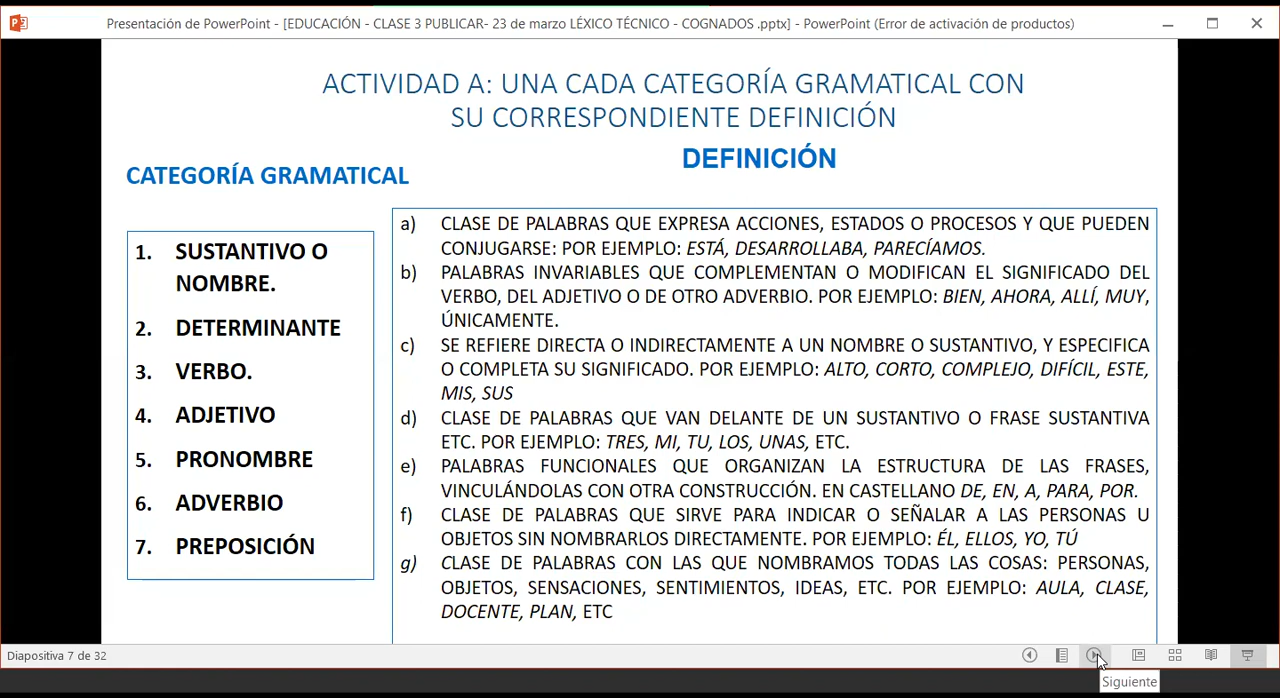 Presentación de PowerPoint - [EDUCACIÓN - CLASE 3 PUBLICAR- 23 de marzo LÉXICO TÉCNICO - COGNADOS .pptx] - PowerPoint (Error de activación de productos)
ACTIVIDAD A: UNA CADA CATEGORÍA GRAMATICAL CON
SU CORRESPONDIENTE DEFINICIÓN
CATEGORÍA GRAMATICAL
1. SUSTANTIVO O
NOMBRE.
2. DETERMINANTE
3. VERBO.
4. ADJETIVO
5. PRONOMBRE
6. ADVERBIO
7. PREPOSICIÓN
DEFINICIÓN
a) CLASE DE PALABRAS QUE EXPRESA ACCIONES, ESTADOS O PROCESOS Y QUE PUEDEN
CONJUGARSE: POR EJEMPLO: ESTÁ, DESARROLLABA, PARECÍAMOS.
b) PALABRAS INVARIABLES QUE COMPLEMENTAN O MODIFICAN EL SIGNIFICADO DEL
VERBO, DEL ADJETIVO O DE OTRO ADVERBIO. POR EJEMPLO: BIEN, AHORA, ALLÍ, MUY,
ÚNICAMENTE.
c) SE REFIERE DIRECTA O INDIRECTAMENTE A UN NOMBRE O SUSTANTIVO, Y ESPECIFICA
O COMPLETA SU SIGNIFICADO. POR EJEMPLO: ALTO, CORTO, COMPLEJO, DIFÍCIL, ESTE,
MIS, SUS
d) CLASE DE PALABRAS QUE VAN DELANTE DE UN SUSTANTIVO O FRASE SUSTANTIVA
ETC. POR EJEMPLO: TRES, MI, TU, LOS, UNAS, ETC.
e) PALABRAS FUNCIONALES QUE ORGANIZAN LA ESTRUCTURA DE LAS FRASES,
VINCULÁNDOLAS CON OTRA CONSTRUCCIÓN. EN CASTELLANO DE, EN, A, PARA, POR.
f) CLASE DE PALABRAS QUE SIRVE PARA INDICAR O SEÑALAR A LAS PERSONAS U
OBJETOS SIN NOMBRARLOS DIRECTAMENTE. POR EJEMPLO: ÉL, ELLOS, YO, TÚ
g) CLASE DE PALABRAS CON LAS QUE NOMBRAMOS TODAS LAS COSAS: PERSONAS,
OBJETOS, SENSACIONES, SENTIMIENTOS, IDEAS, ETC. POR EJEMPLO: AULA, CLASE,
DOCENTE, PLAN, ETC
Diapositiva 7 de 32
Siguiente